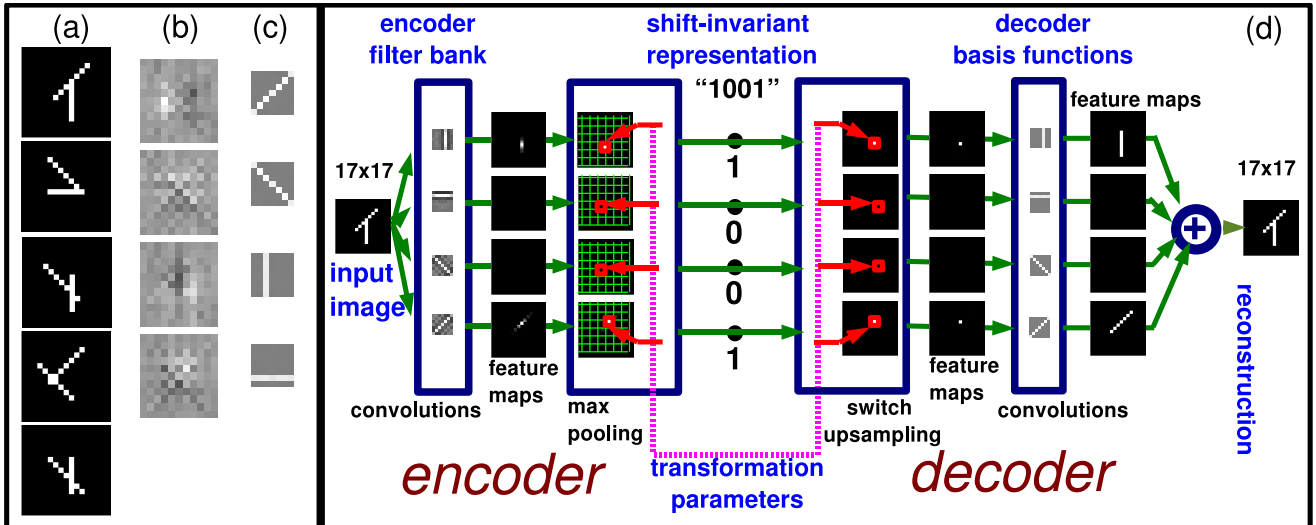 (a)
(b)
(c)
encoder
filter bank
shift-invariant
representation
“1001”
decoder
basis functions
(d)
feature maps
17x17
17x17
input
image
1
0
0
1
feature
maps
convolutions
max
pooling
switch
upsampling
feature
maps
convolutions
reconstruction
encoder
transformation
parameters
decoder